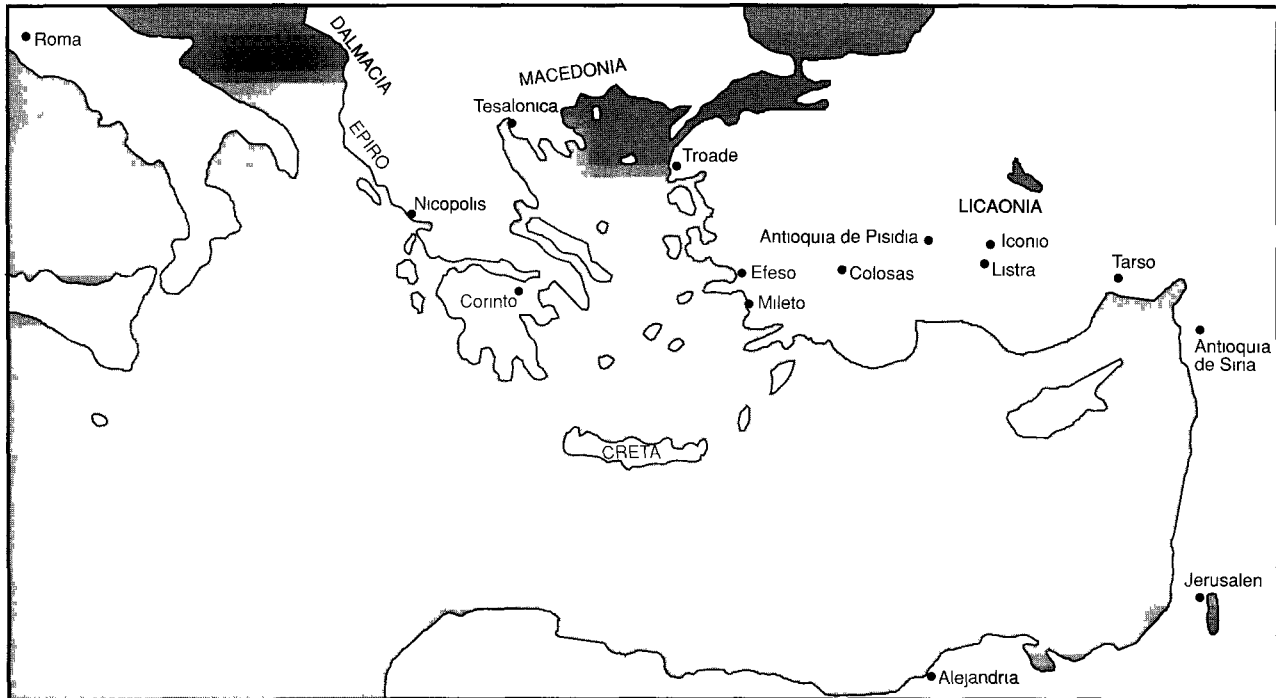 Roma
DALMACIA
MACEDONIA
Tesalonica
EPIRO
Troade
Nicopolis
LICAONIA
Antioquia de Pisidia
Iconio
Efeso
Colosas
Listra
Tarso
Corinto
Mileto
Antioquia
de Siria
CRETA
Jerusalen
Alejandria